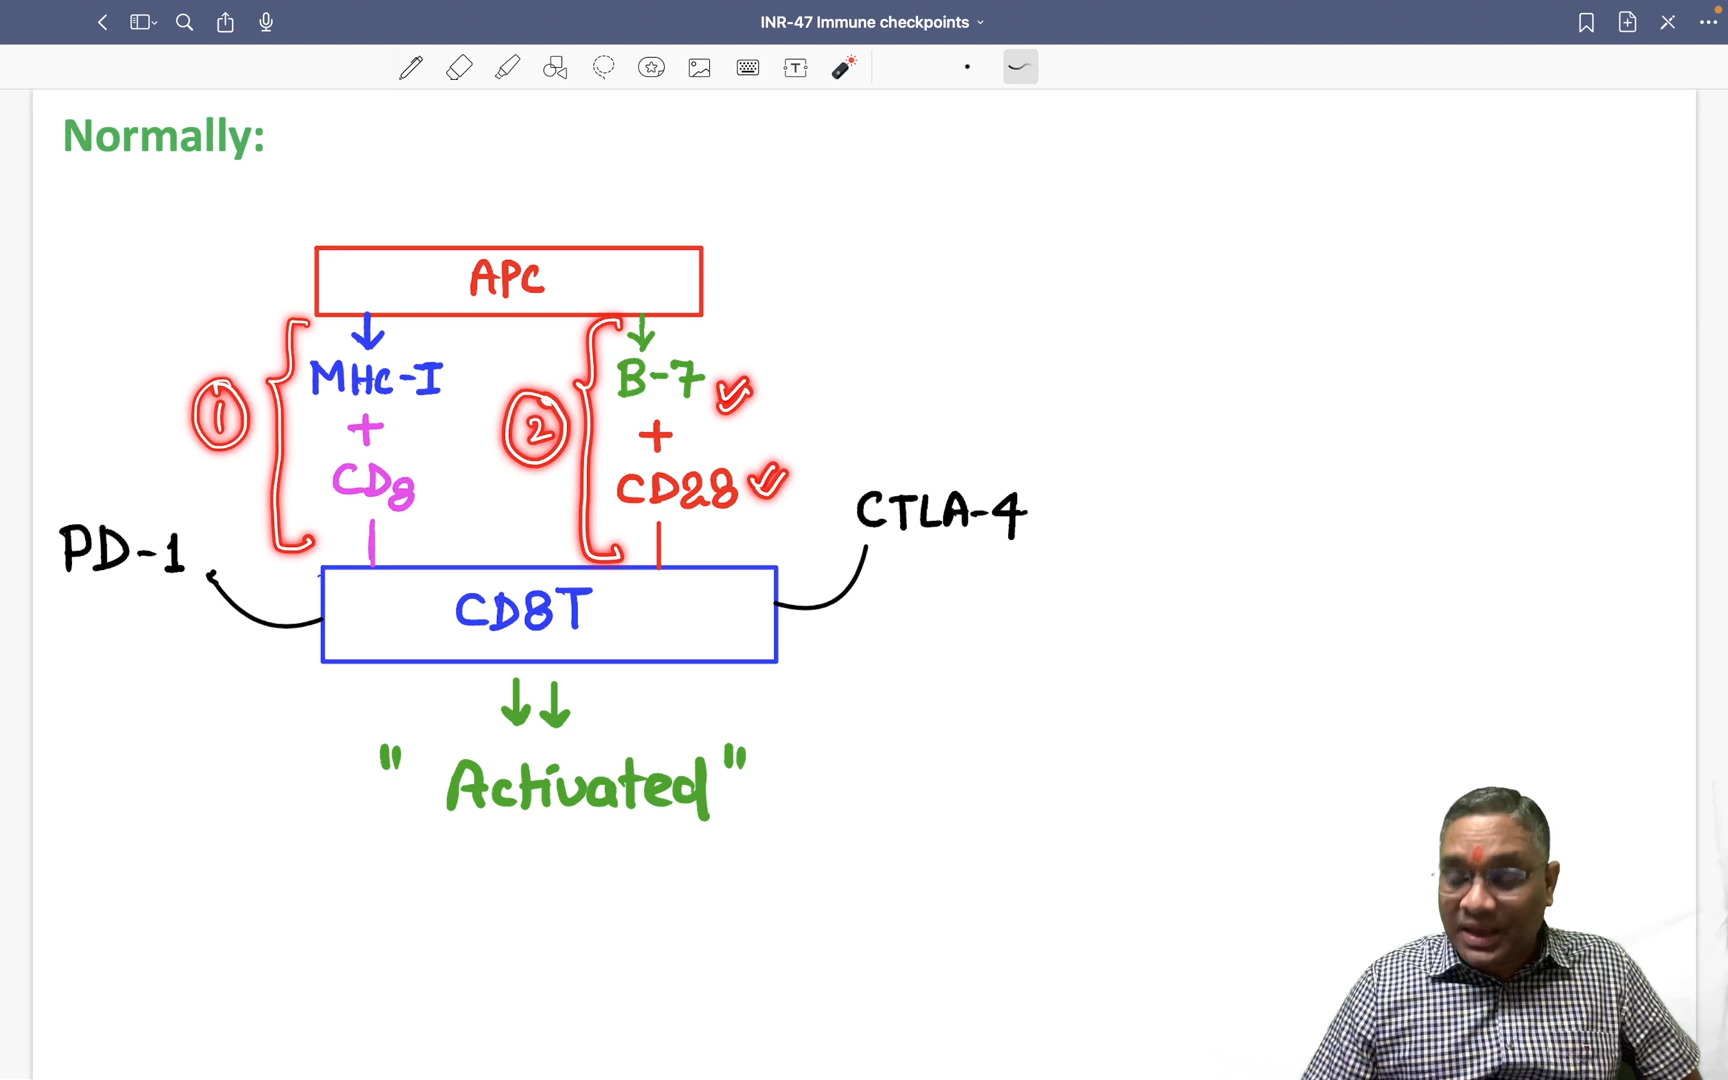 INR-47 Immune checkpoints
T
Normally:
APC
MHC-I
B-7
+
+
1
2
CD8
CD28
PD-1
CTLA-4
CD8T
" Activated "